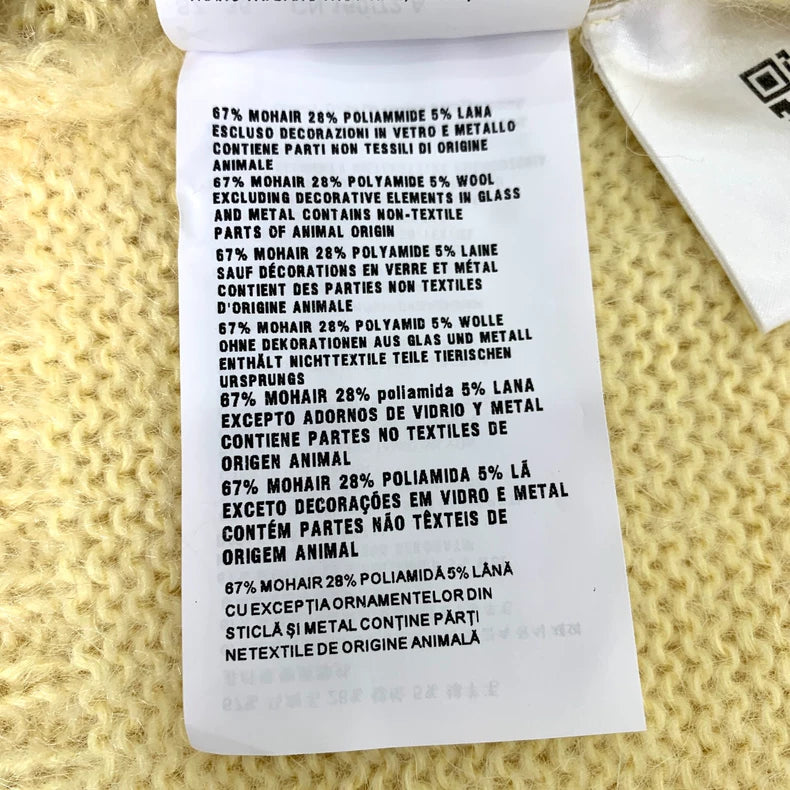 67% MOHAIR 28% POLIAMMIDE 5% LANA
ESCLUSO DECORAZIONI IN VETRO E METALLO
CONTIENE PARTI NON TESSILI DI ORIGINE
ANIMALE
67% MOHAIR 28% POLYAMIDE 5% WOOL
EXCLUDING DECORATIVE ELEMENTS IN GLASS
AND METAL CONTAINS NON-TEXTILE
PARTS OF ANIMAL ORIGIN
67% MOHAIR 28% POLYAMIDE 5% LAINE
SAUF DÉCORATIONS EN VERRE ET MÉTAL
CONTIENT DES PARTIES NON TEXTILES
D'ORIGINE ANIMALE
67% MOHAIR 28% POLYAMID 5% WOLLE
OHNE DEKORATIONEN AUS GLAS UND METALL
ENTHÄLT NICHTTEXTILE TEILE TIERISCHEN
URSPRUNGS
67% MOHAIR 28% poliamida 5% LANA
EXCEPTO ADORNOS DE VIDRIO Y METAL
CONTIENE PARTES NO TEXTILES DE
ORIGEN ANIMAL
67% MOHAIR 28% POLIAMIDA 5% LÃ
EXCETO DECORAÇÕES EM VIDRO E METAL
CONTÉM PARTES NÃO TÊXTEIS DE
ORIGEM ANIMAL
67% MOHAIR 28% POLIAMIDĂ 5% LÂNĂ
CU EXCEPȚIA ORNAMENTELOR DIN
STICLĂ ȘI METAL CONȚINE PĂRȚI
NETEXTILE DE ORIGINE ANIMALĂ